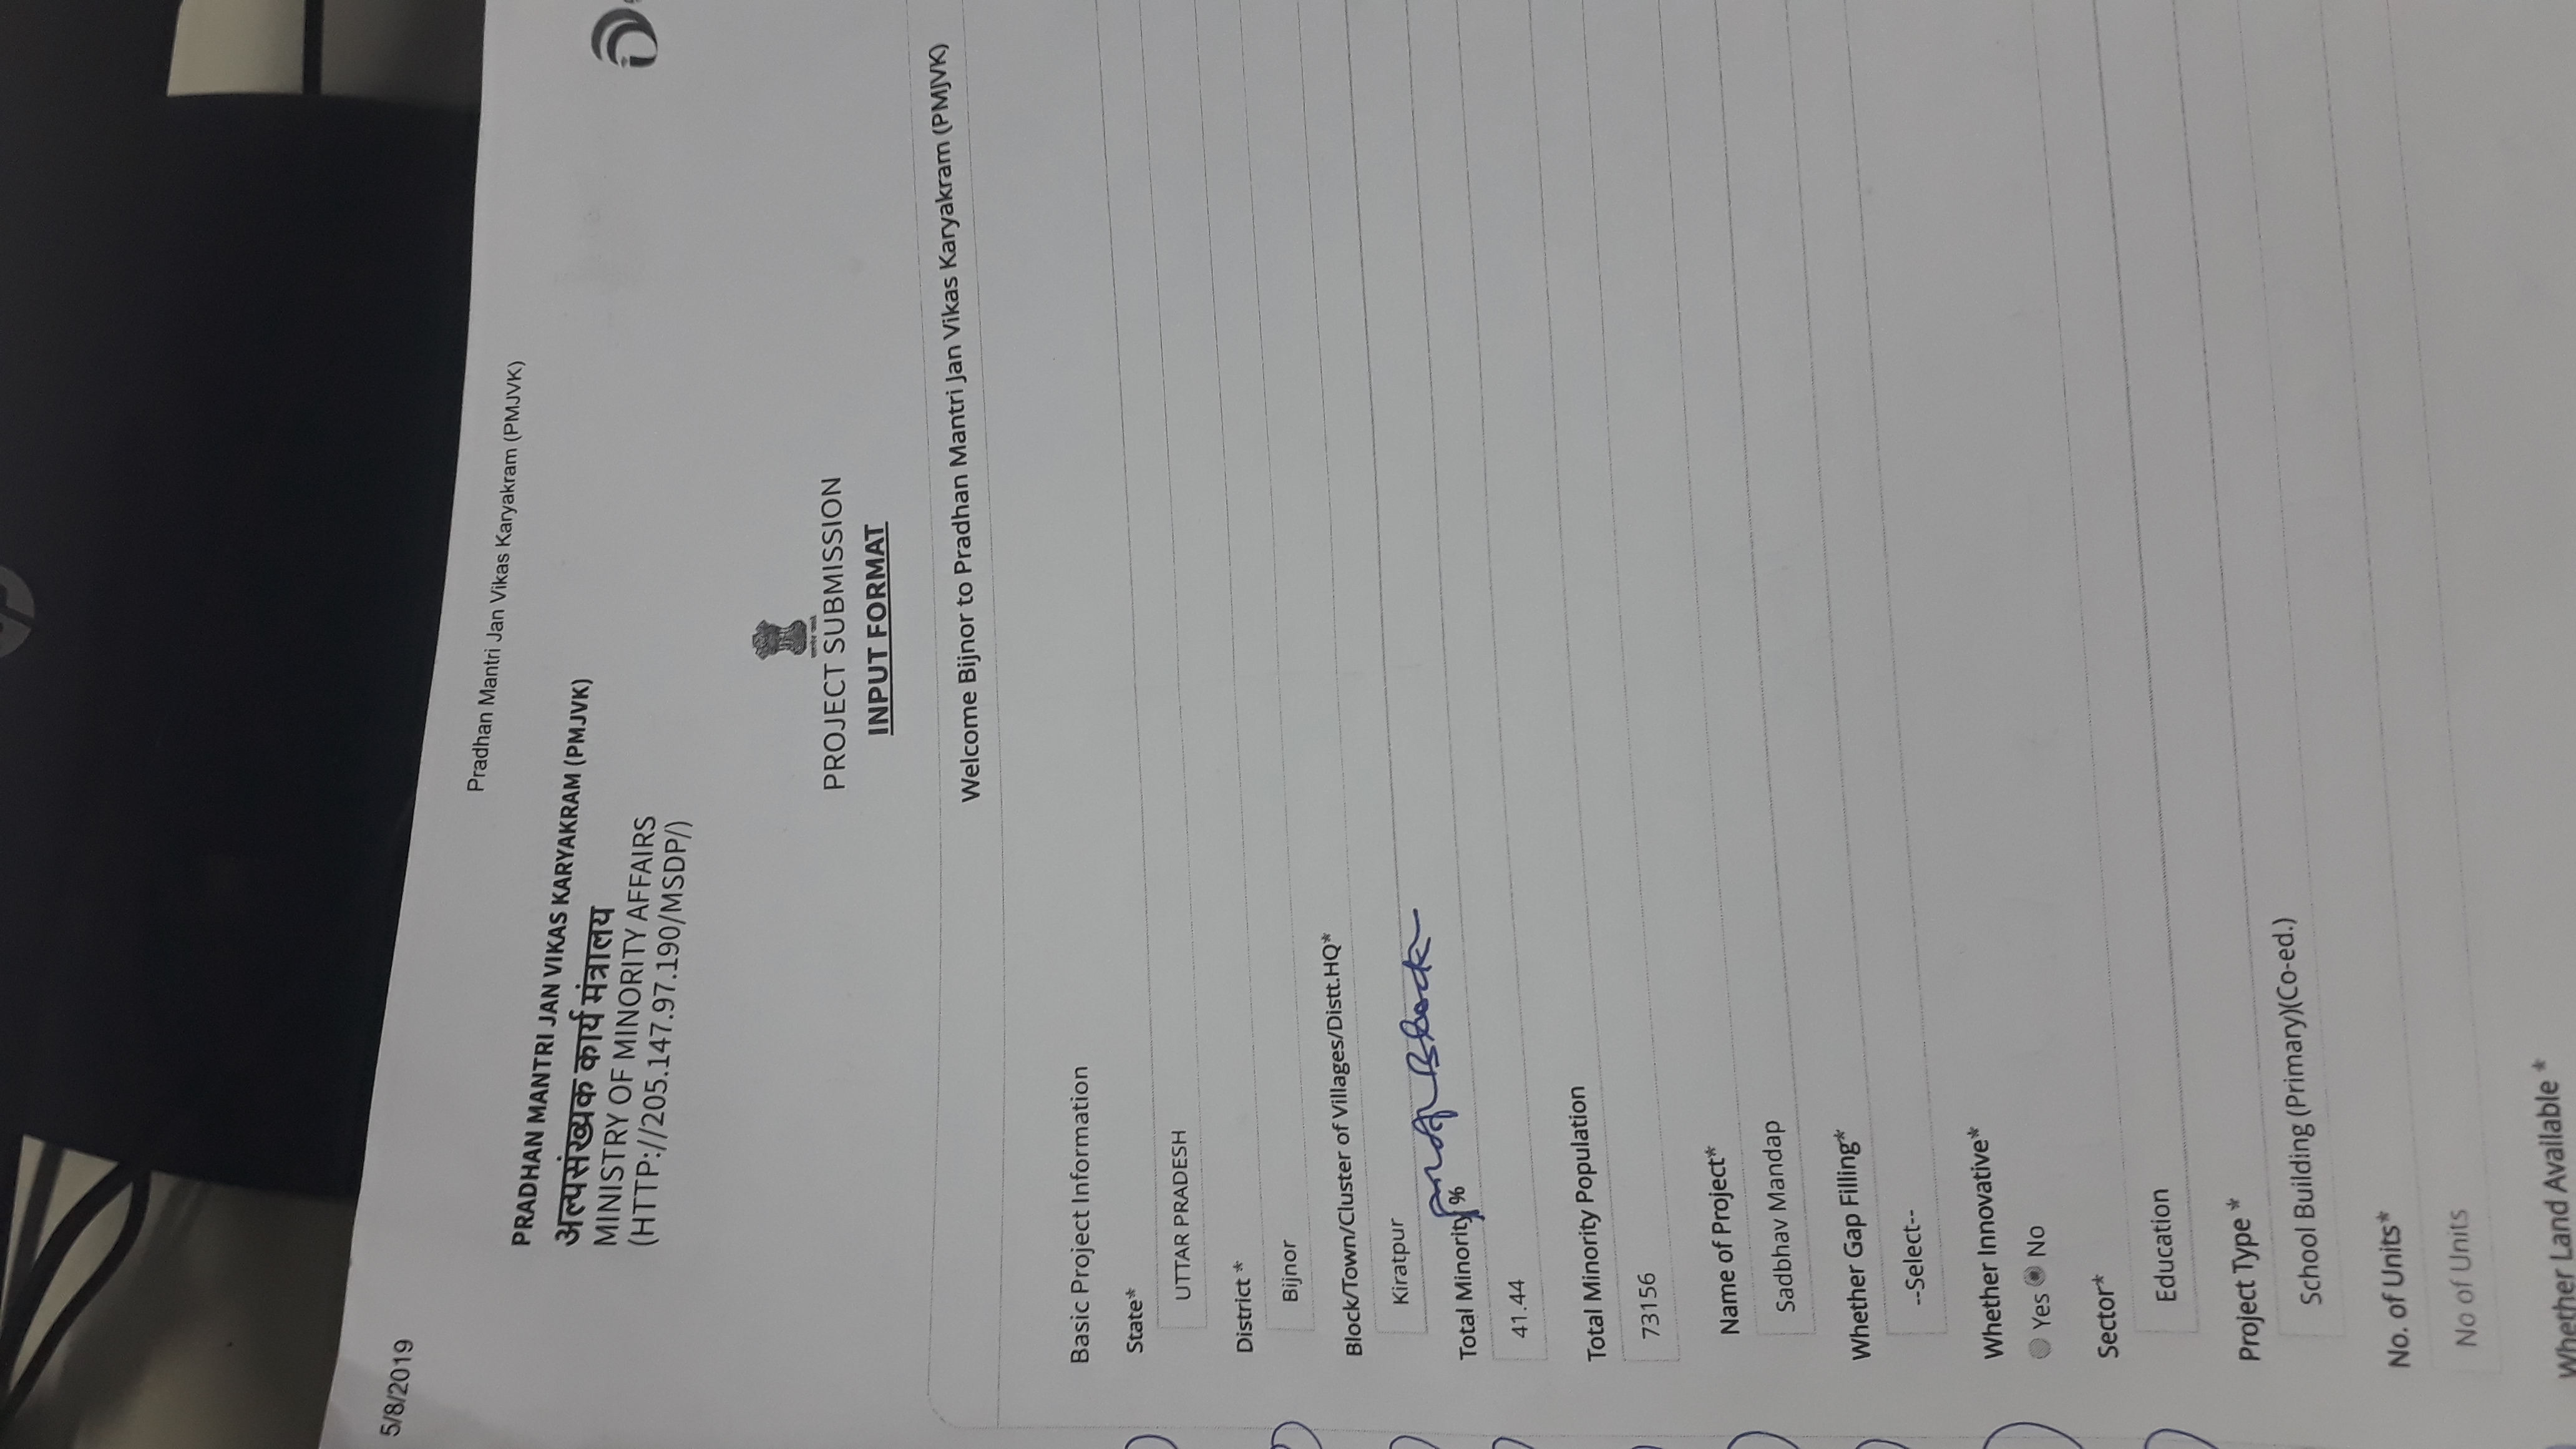 5/8/2019
Pradhan Mantri Jan Vikas Karyakram (PMJVK)
PRADHAN MANTRI JAN VIKAS KARYAKRAM (PMJVK)
अल्पसंख्यक कार्य मंत्रालय
MINISTRY OF MINORITY AFFAIRS
(HTTP://205.147.97.190/MSDP/)
PROJECT SUBMISSION
INPUT FORMAT
Welcome Bijnor to Pradhan Mantri Jan Vikas Karyakram (PMJVK)
Basic Project Information
State*
UTTAR PRADESH
District *
Bijnor
Block/Town/Cluster of Villages/Distt.HQ*
Kiratpur
Block
Total Minority %
41.44
Total Minority Population
73156
Name of Project*
Sadbhav Mandap
Whether Gap Filling*
--Select--
Whether Innovative*
Yes No
Sector*
Education
Project Type *
School Building (Primary)(Co-ed.)
No. of Units*
No of Units
Whether Land Available *